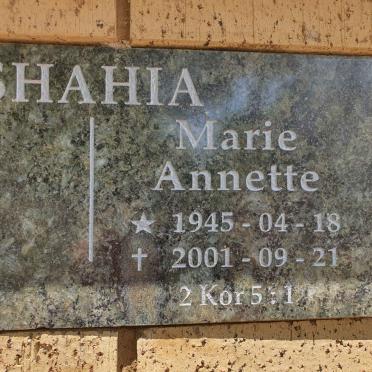 SHAHIA
Marie
Annette
★ 1945 - 04 - 18
† 2001 - 09 - 21
2 Kor 5 : 1